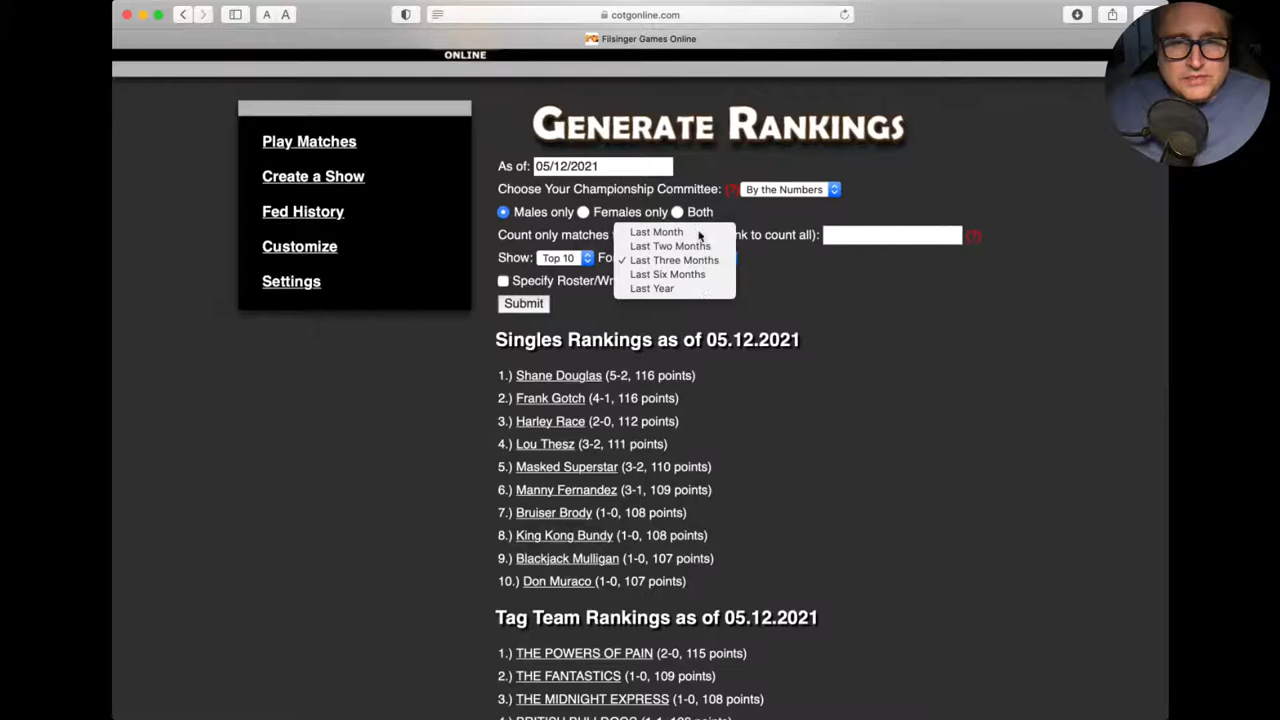 cotgonline.com
A A
Filsinger Games Online
ONLINE
GENERATE RANKINGS
Play Matches
Create a Show
Fed History
Customize
Settings
As of: 05/12/2021
Choose Your Championship Committee: (?) By the Numbers
Males only Females only Both
Count only matches k to count all): (?)
Last Month
Last Two Months
✓ Last Three Months
Last Six Months
Last Year
Show: Top 10
Specify Roster/
Submit
Singles Rankings as of 05.12.2021
1.) Shane Douglas (5-2, 116 points)
2.) Frank Gotch (4-1, 116 points)
3.) Harley Race (2-0, 112 points)
4.) Lou Thesz (3-2, 111 points)
5.) Masked Superstar (3-2, 110 points)
6.) Manny Fernandez (3-1, 109 points)
7.) Bruiser Brody (1-0, 108 points)
8.) King Kong Bundy (1-0, 108 points)
9.) Blackjack Mulligan (1-0, 107 points)
10.) Don Muraco (1-0, 107 points)
Tag Team Rankings as of 05.12.2021
1.) THE POWERS OF PAIN (2-0, 115 points)
2.) THE FANTASTICS (1-0, 109 points)
3.) THE MIDNIGHT EXPRESS (1-0, 108 points)
BRITISH BULLDOGS